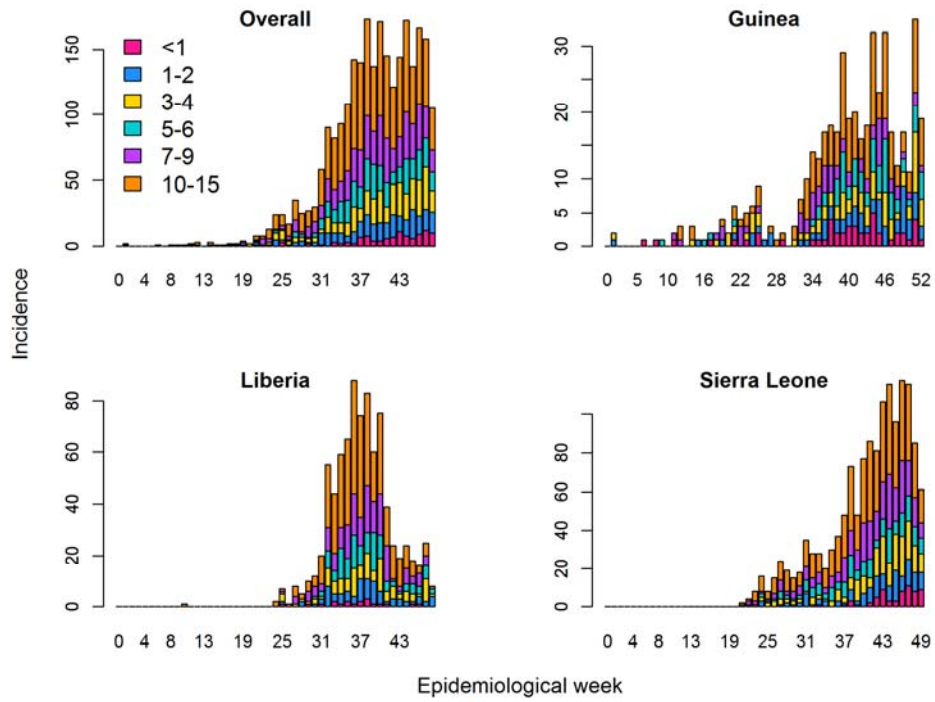 Overall
150
100
50
0
<1
1-2
3-4
5-6
7-9
10-15
0 4 8 13 19 25 31 37 43
Guinea
30
20
10
5
0
0 5 10 16 22 28 34 40 46 52
Incidence
Liberia
80
60
40
20
0
0 4 8 13 19 25 31 37 43
Sierra Leone
80
60
40
20
0
0 4 8 13 19 25 31 37 43 49
Epidemiological week